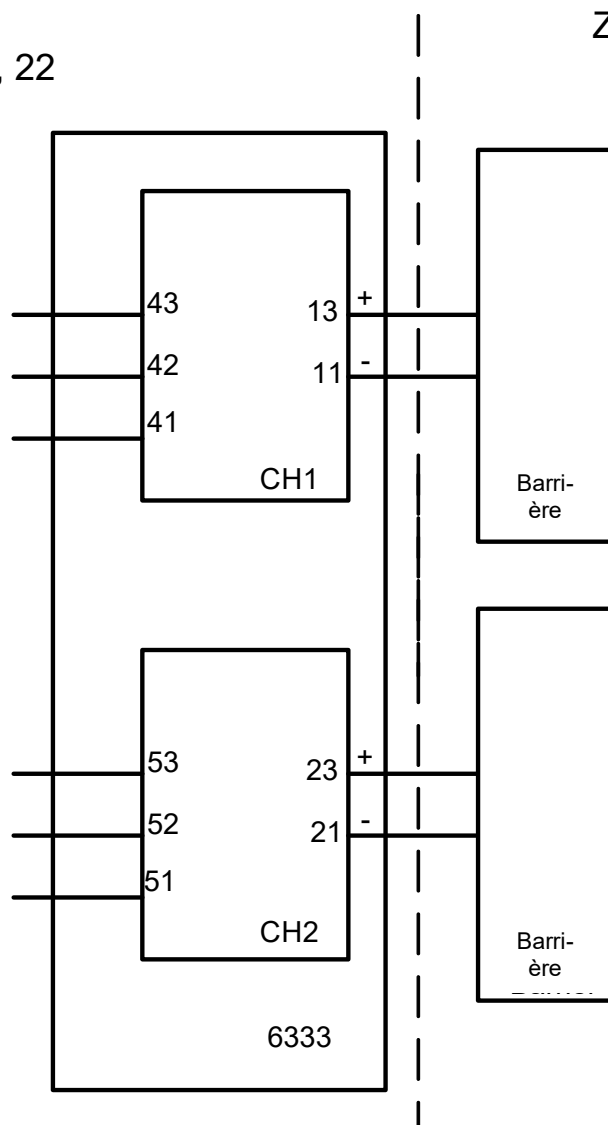 Z
, 22
43
13
+
42
11
-
41
CH1
Barri-
ère
53
23
+
52
21
-
51
CH2
Barri-
ère
6333